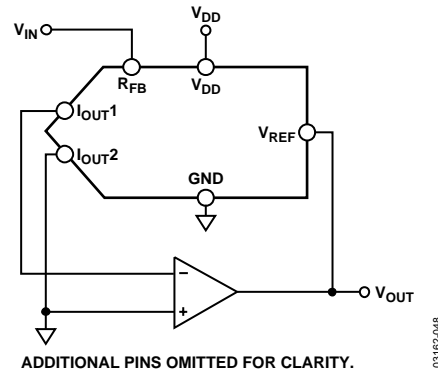 VDD
VIN
RFB
VDD
IOUT1
VREF
IOUT2
GND
−
+
VOUT
ADDITIONAL PINS OMITTED FOR CLARITY.
03162-048